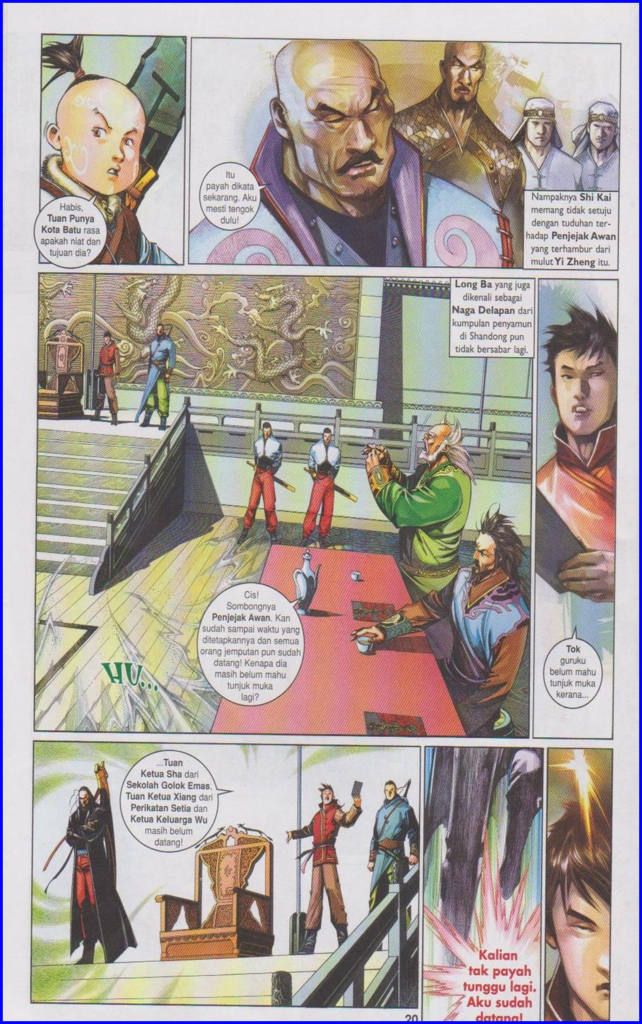 Habis,
Tuan Punya
Kota Batu rasa
apakah niat dan
tujuan dia?
Itu
payah dikata
sekarang. Aku
mesti tengok
dulu!
Nampaknya Shi Kai
memang tidak setuju
dengan tuduhan ter-
hadap Penjejak Awan
yang terhambur dari
mulut Yi Zheng itu.
Long Ba yang juga
dikenali sebagai
Naga Delapan dari
kumpulan penyamun
di Shandong pun
tidak bersabar lagi.
Cis!
Sombongnya
Penjejak Awan. Kan
sudah sampai waktu yang
ditetapkannya dan semua
orang jemputan pun sudah
datang! Kenapa dia
masih belum mahu
tunjuk muka
lagi?
HU...
Tok
guruku
belum mahu
tunjuk muka
kerana...
...Tuan
Ketua Sha dari
Sekolah Golok Emas,
Tuan Ketua Xiang dari
Perikatan Setia dan
Ketua Keluarga Wu
masih belum
datang!
Kalian
tak payah
tunggu lagi.
Aku sudah
datang!
20